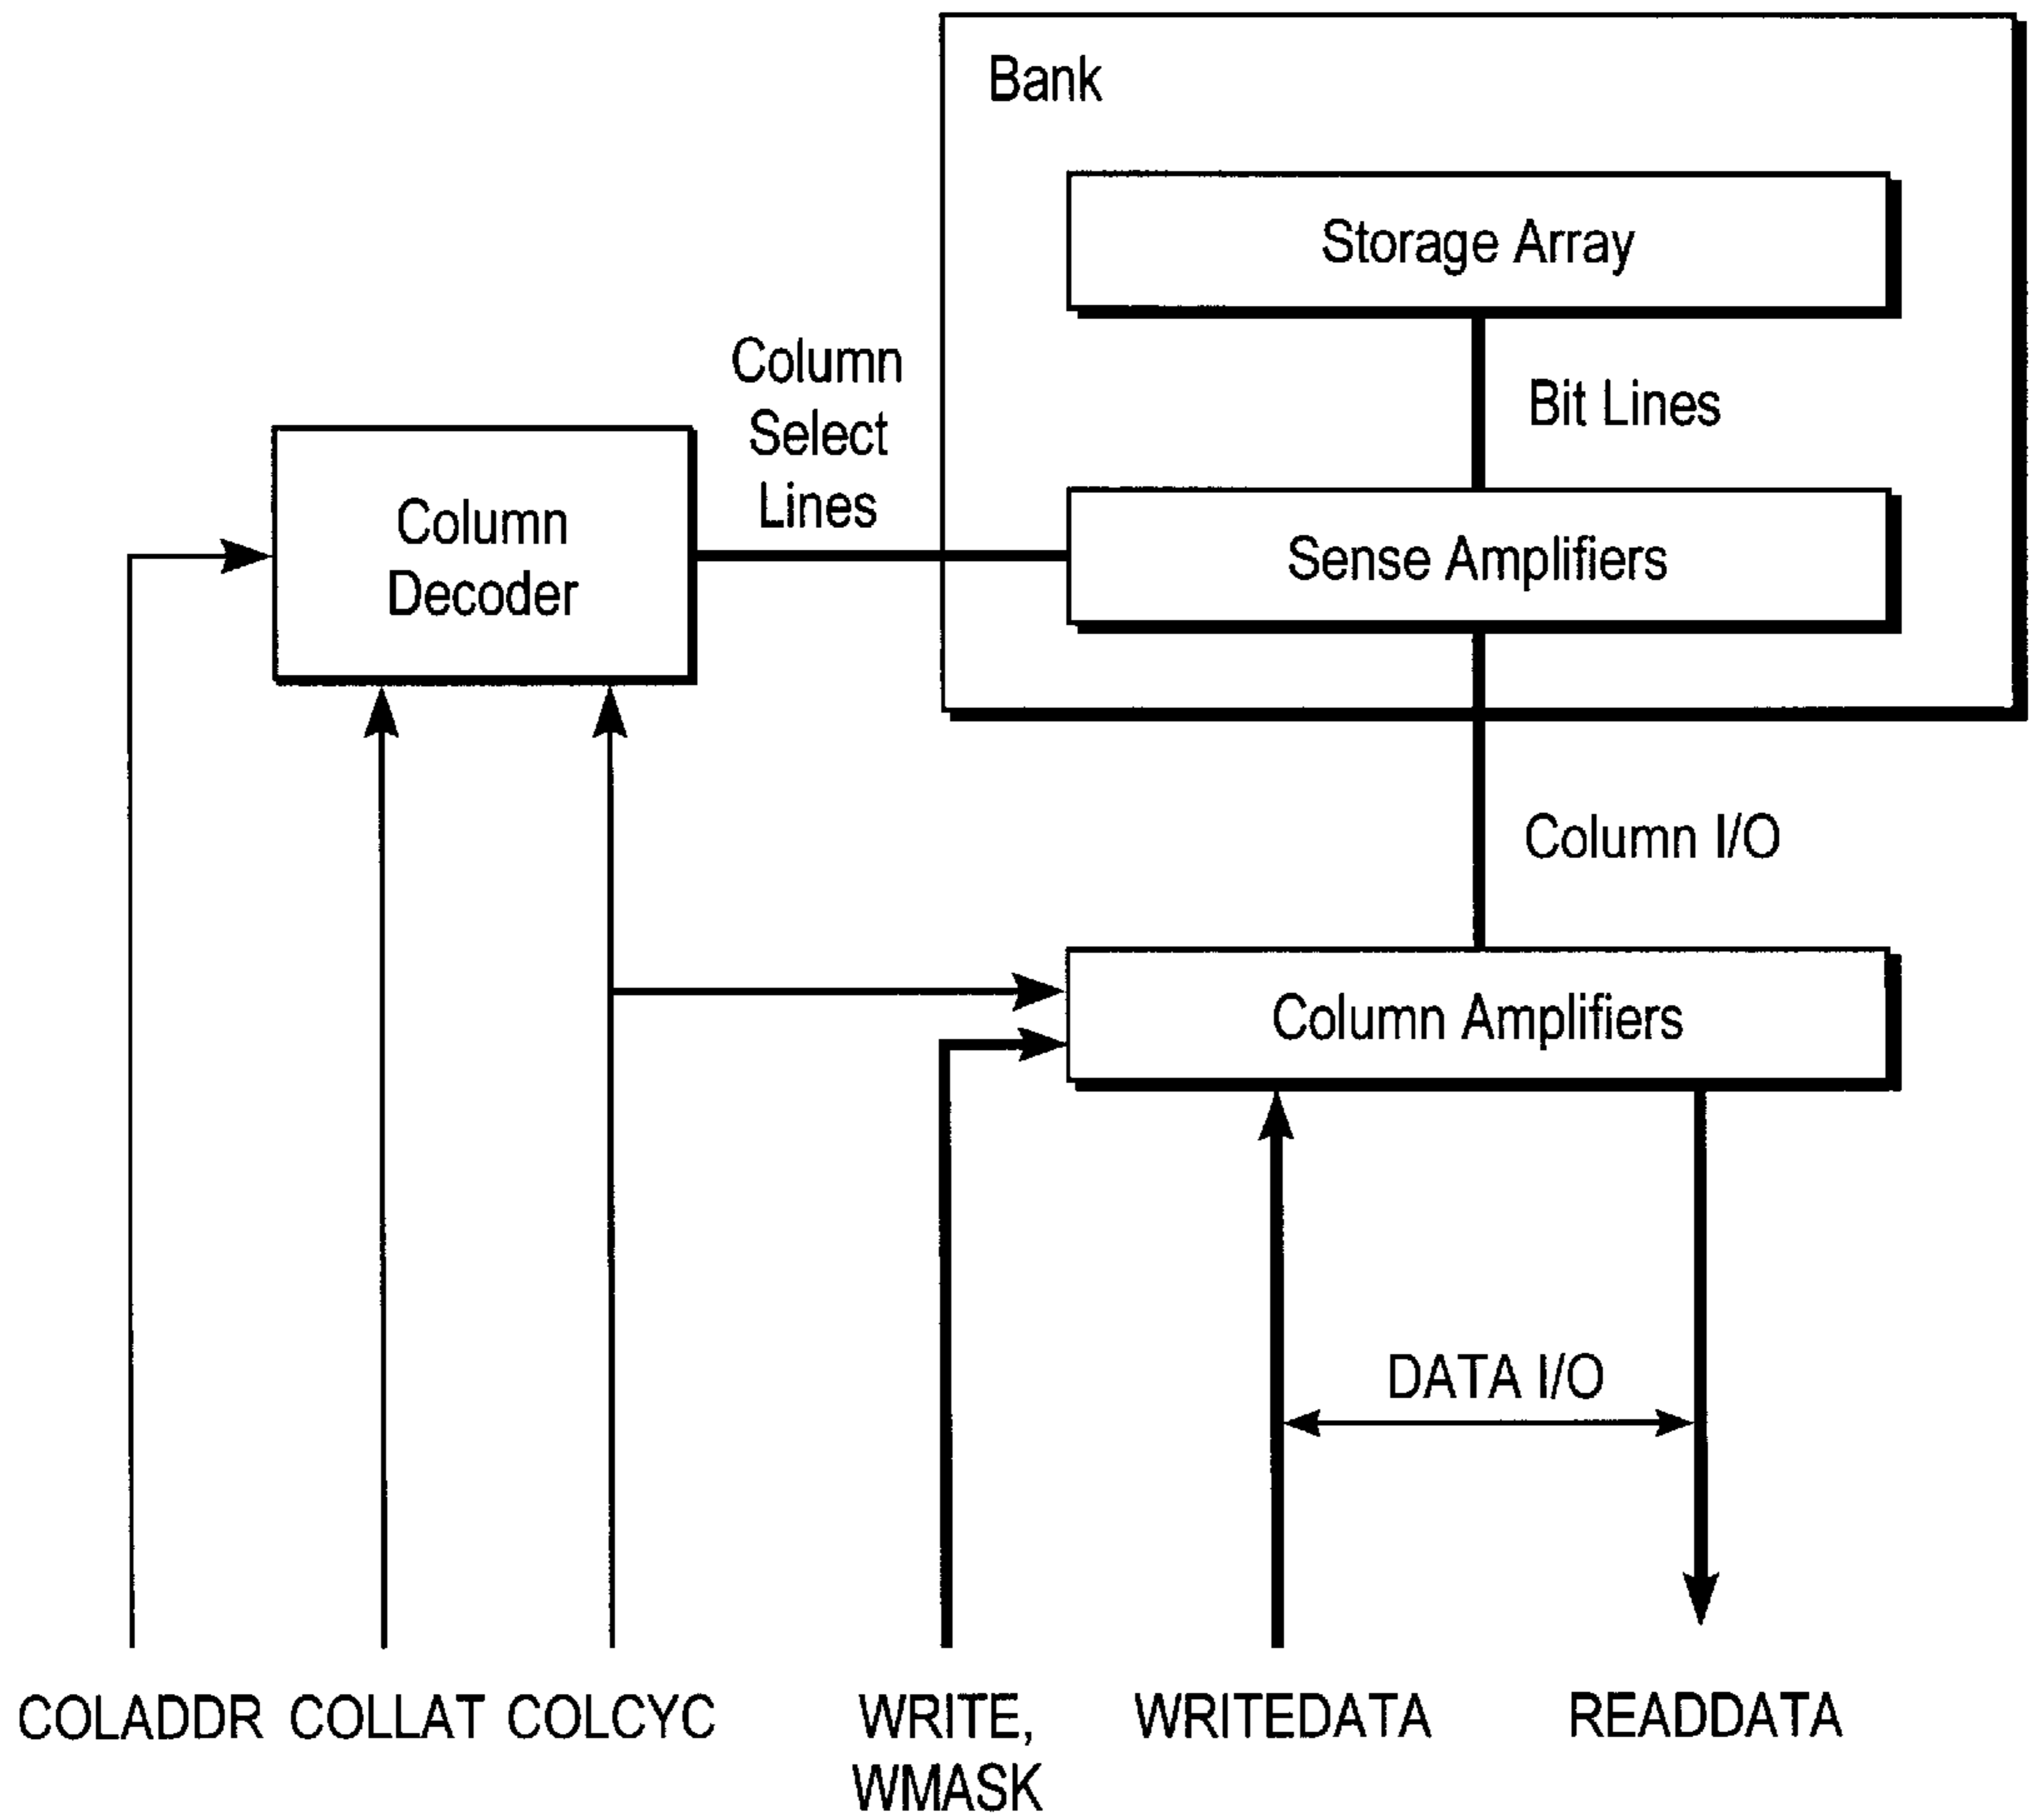 Bank
Storage Array
Column
Select
Lines
Bit Lines
Column
Decoder
Sense Amplifiers
Column I/O
Column Amplifiers
DATA I/O
COLADDR
COLLAT
COLCYC
WRITE,
WMASK
WRITEDATA
READDATA